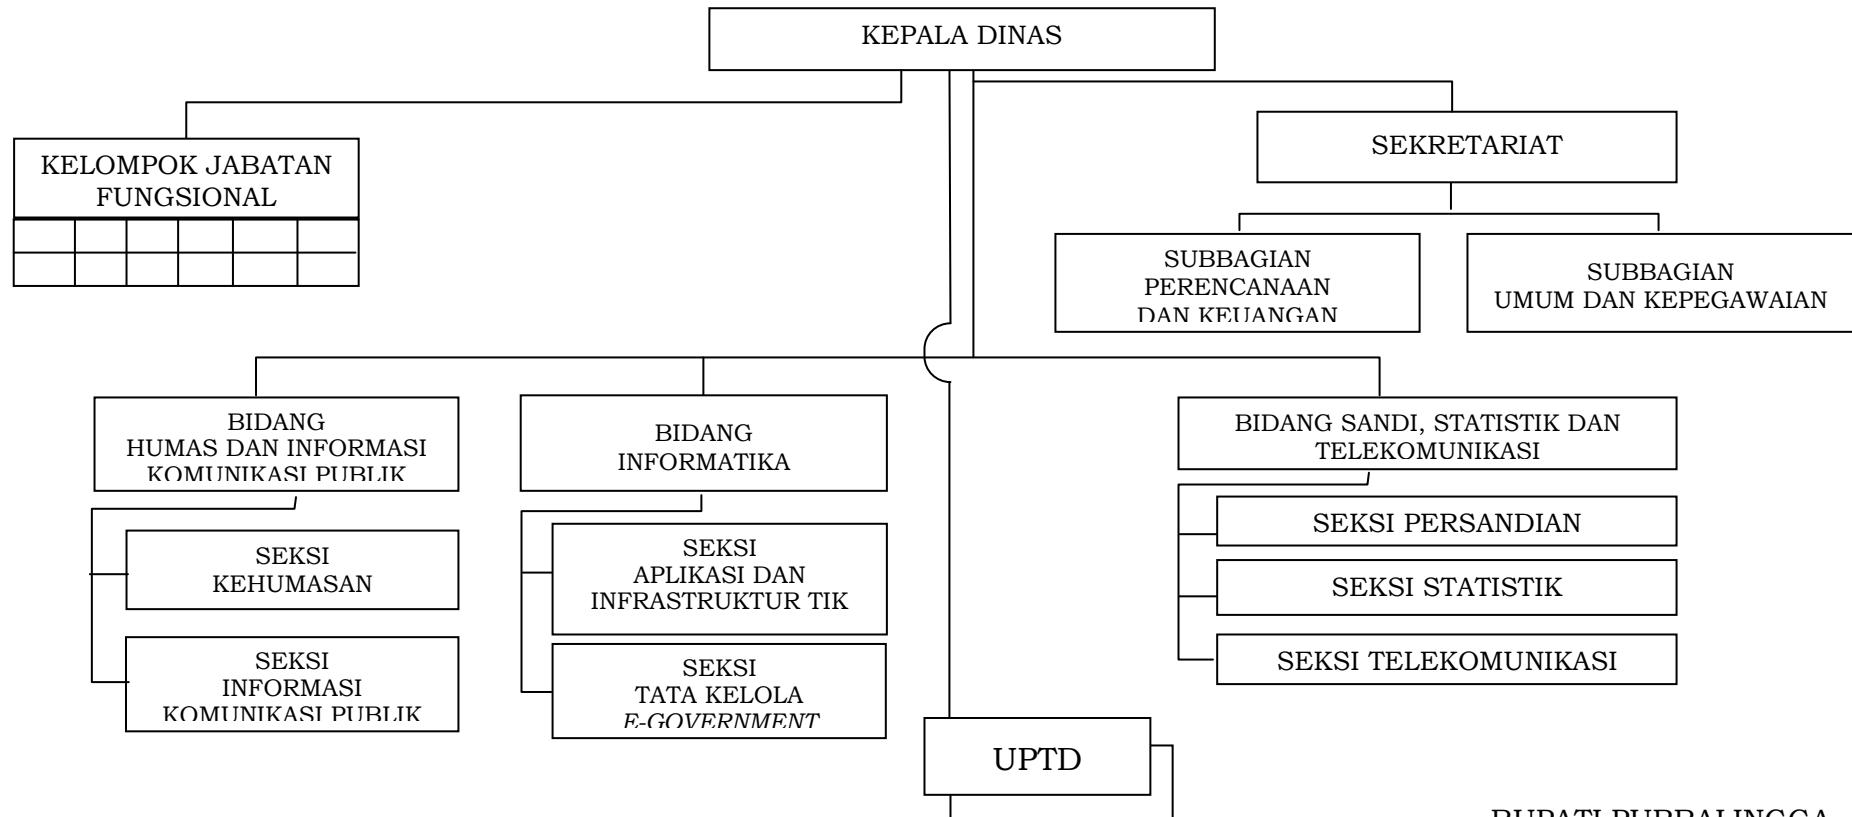 KEPALA DINAS
KELOMPOK JABATAN
FUNGSIONAL
SEKRETARIAT
SUBBAGIAN
PERENCANAAN
DAN KEUANGAN
SUBBAGIAN
UMUM DAN KEPEGAWAIAN
BIDANG
HUMAS DAN INFORMASI
KOMUNIKASI PUBLIK
BIDANG
INFORMATIKA
BIDANG SANDI, STATISTIK DAN
TELEKOMUNIKASI
SEKSI
KEHUMASAN
SEKSI
INFORMASI
KOMUNIKASI PUBLIK
SEKSI
APLIKASI DAN
INFRASTRUKTUR TIK
SEKSI
TATA KELOLA
E-GOVERNMENT
SEKSI PERSANDIAN
SEKSI STATISTIK
SEKSI TELEKOMUNIKASI
UPTD
BUPATI PURBALINGGA